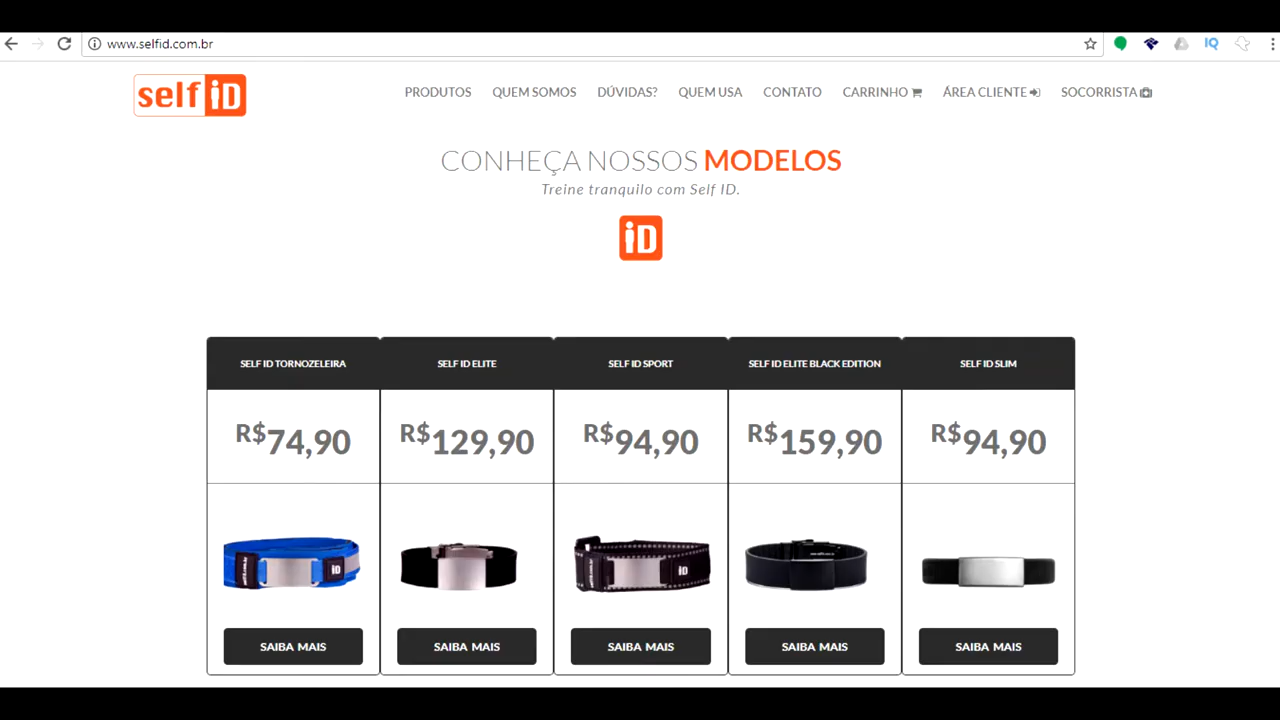 www.selfid.com.br
IQ
self iD
PRODUTOS QUEM SOMOS DÚVIDAS? QUEM USA CONTATO CARRINHO ÁREA CLIENTE SOCORRISTA
CONHEÇA NOSSOS MODELOS
Treine tranquilo com Self ID.
iD
SELF ID TORNOZELEIRA SELF ID ELITE SELF ID SPORT SELF ID ELITE BLACK EDITION SELF ID SLIM
R$74,90 R$129,90 R$94,90 R$159,90 R$94,90
iD iD
SAIBA MAIS SAIBA MAIS SAIBA MAIS SAIBA MAIS SAIBA MAIS